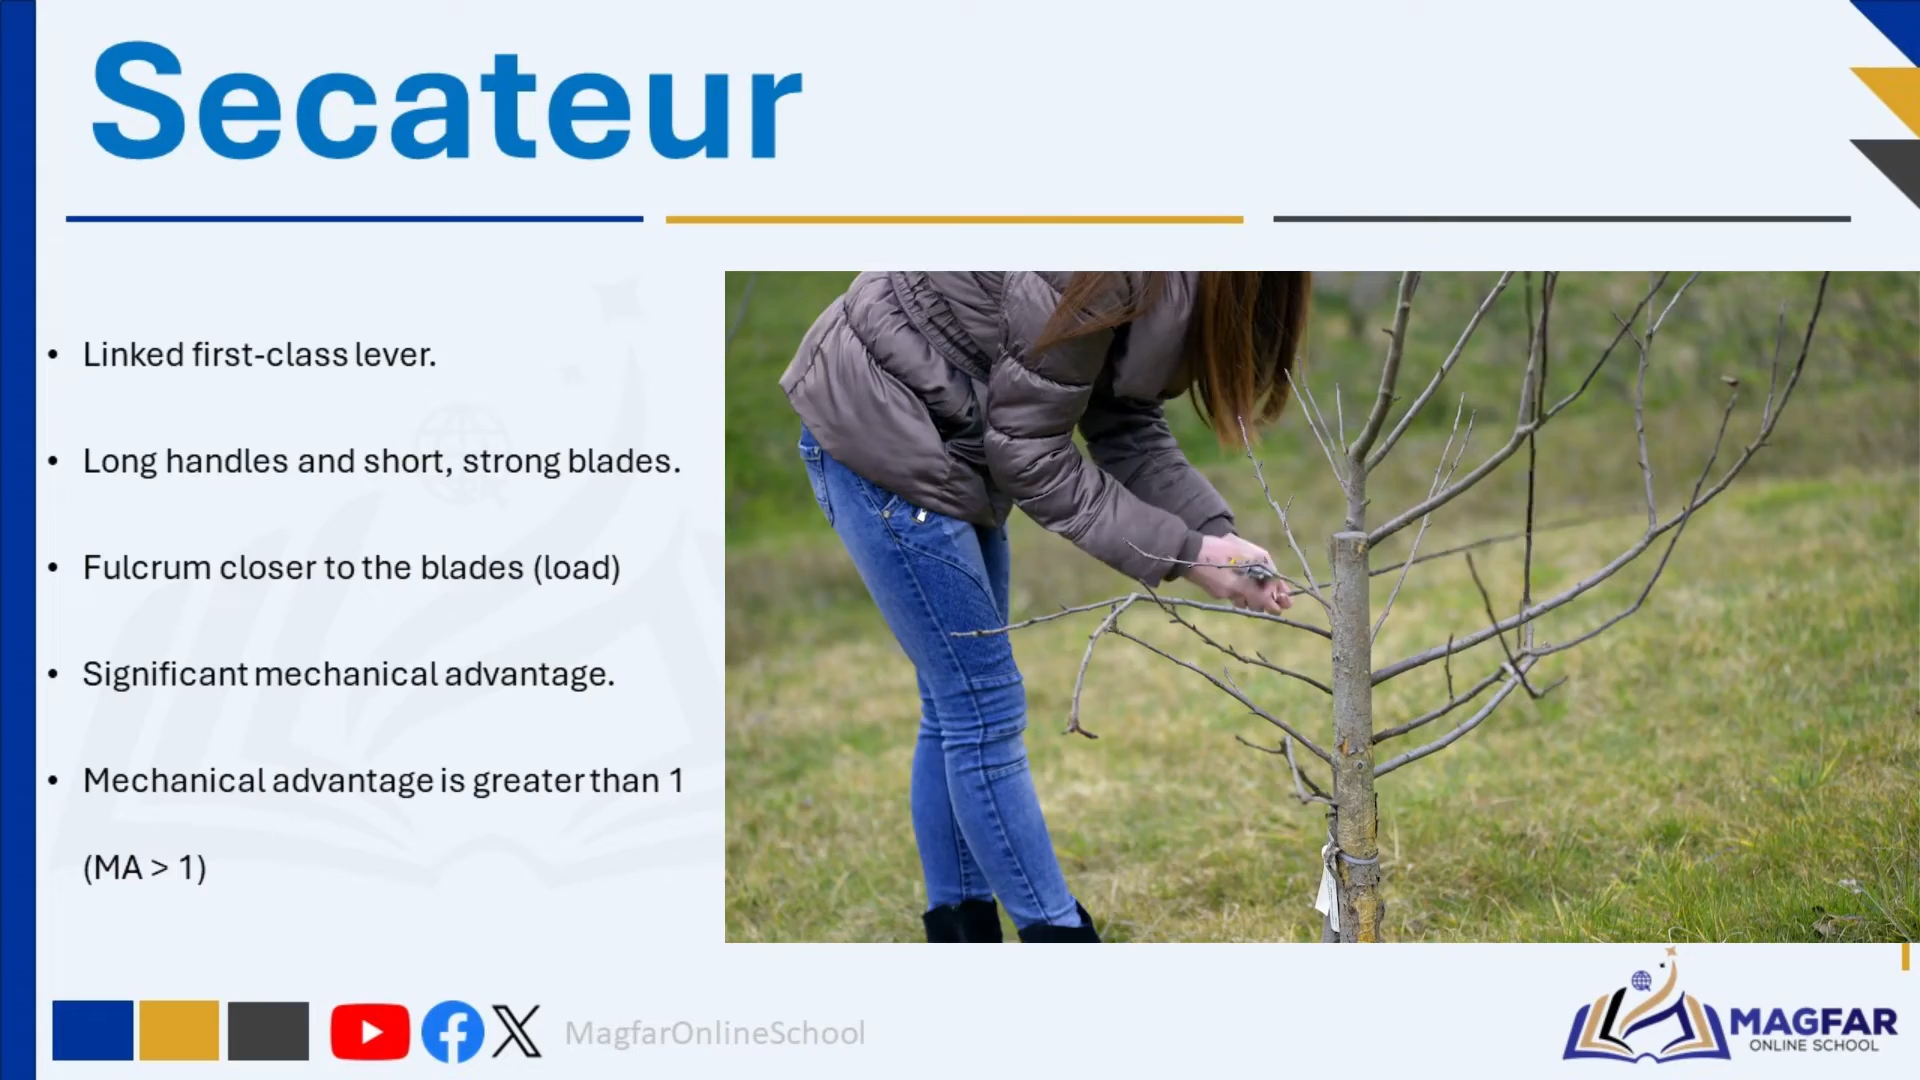 Secateur
• Linked first-class lever.
• Long handles and short, strong blades.
• Fulcrum closer to the blades (load)
• Significant mechanical advantage.
• Mechanical advantage is greater than 1
(MA > 1)
MagfarOnlineSchool
MAGFAR
ONLINE SCHOOL